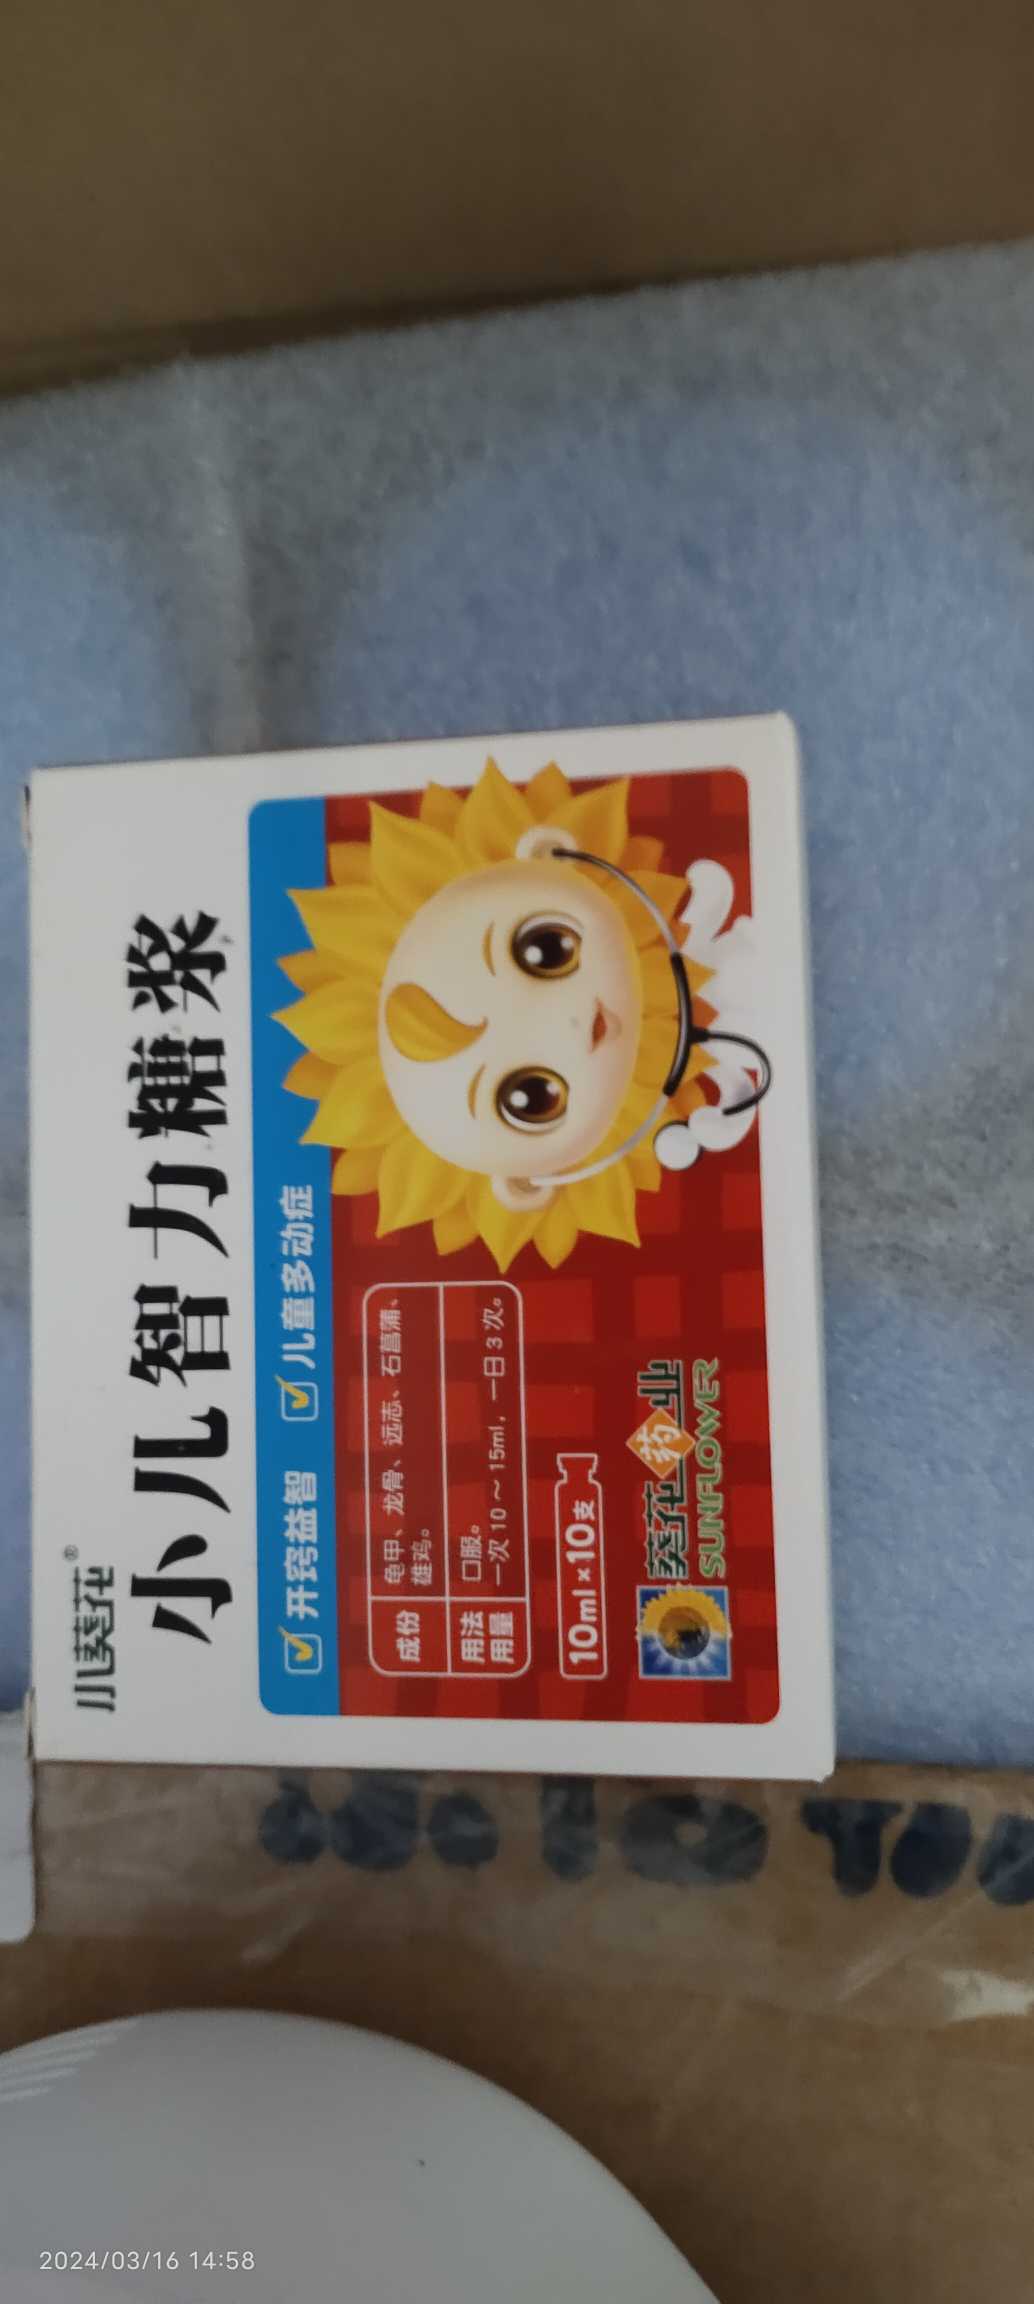 小葵花®
小儿智力糖浆
开窍益智 儿童多动症
成份
龟甲、龙骨、远志、石菖蒲、
雄鸡。
用法
用量
口服。
一次 10～15ml，一日 3 次。
10ml×10支
葵花药业
SUNFLOWER
2024/03/16 14:58